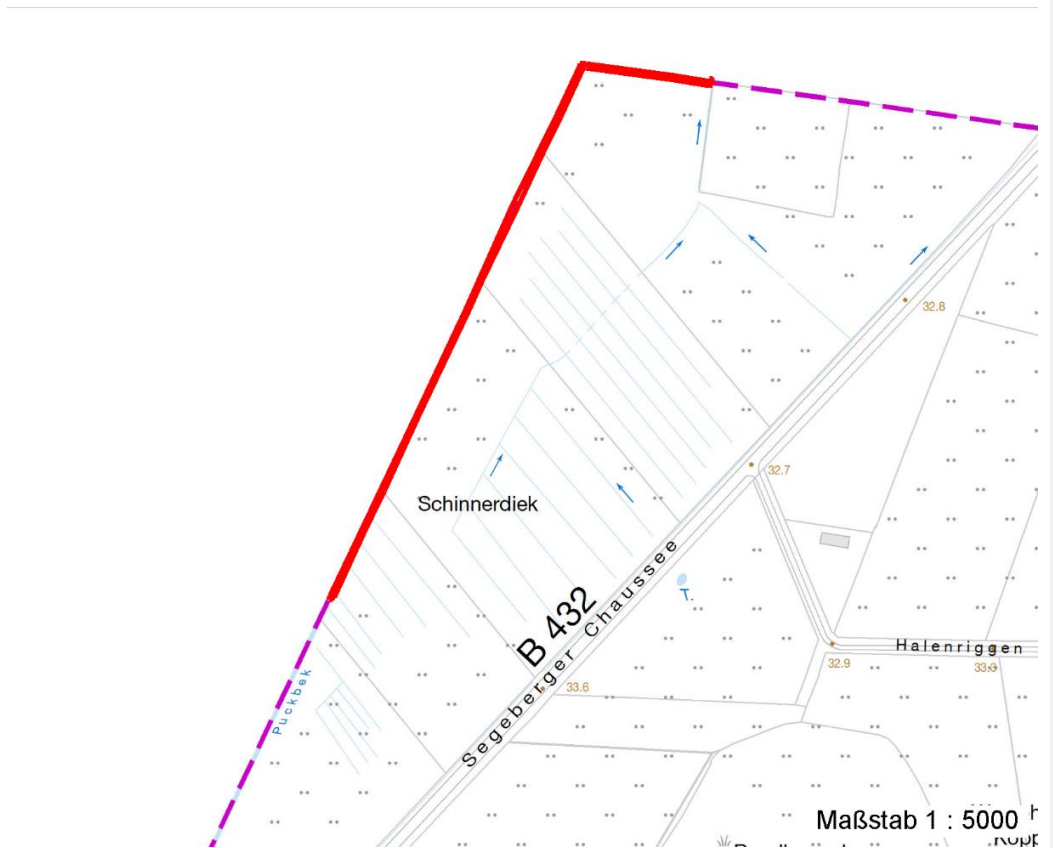 32.8
32.7
Schinnerdiek
T.
B 432
Segeberger Chaussee
Halenriggen
32.9
33.6
Puckbek
Maßstab 1 : 5000